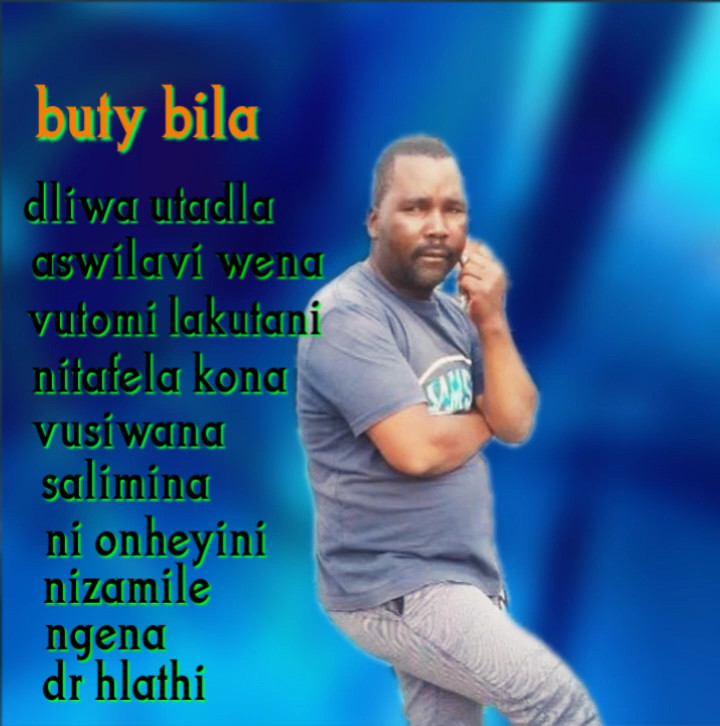 buty bila
dliwa utadla
aswilavi wena
vutomi lakutani
nitafela kona
vusiwana
salimina
ni onheyini
nizamile
ngena
dr hlathi